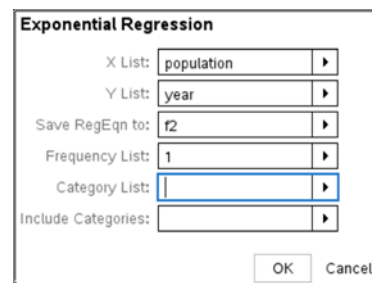 Exponential Regression
X List: population
Y List: year
Save RegEqn to: f2
Frequency List: 1
Category List:
Include Categories:
OK Cancel